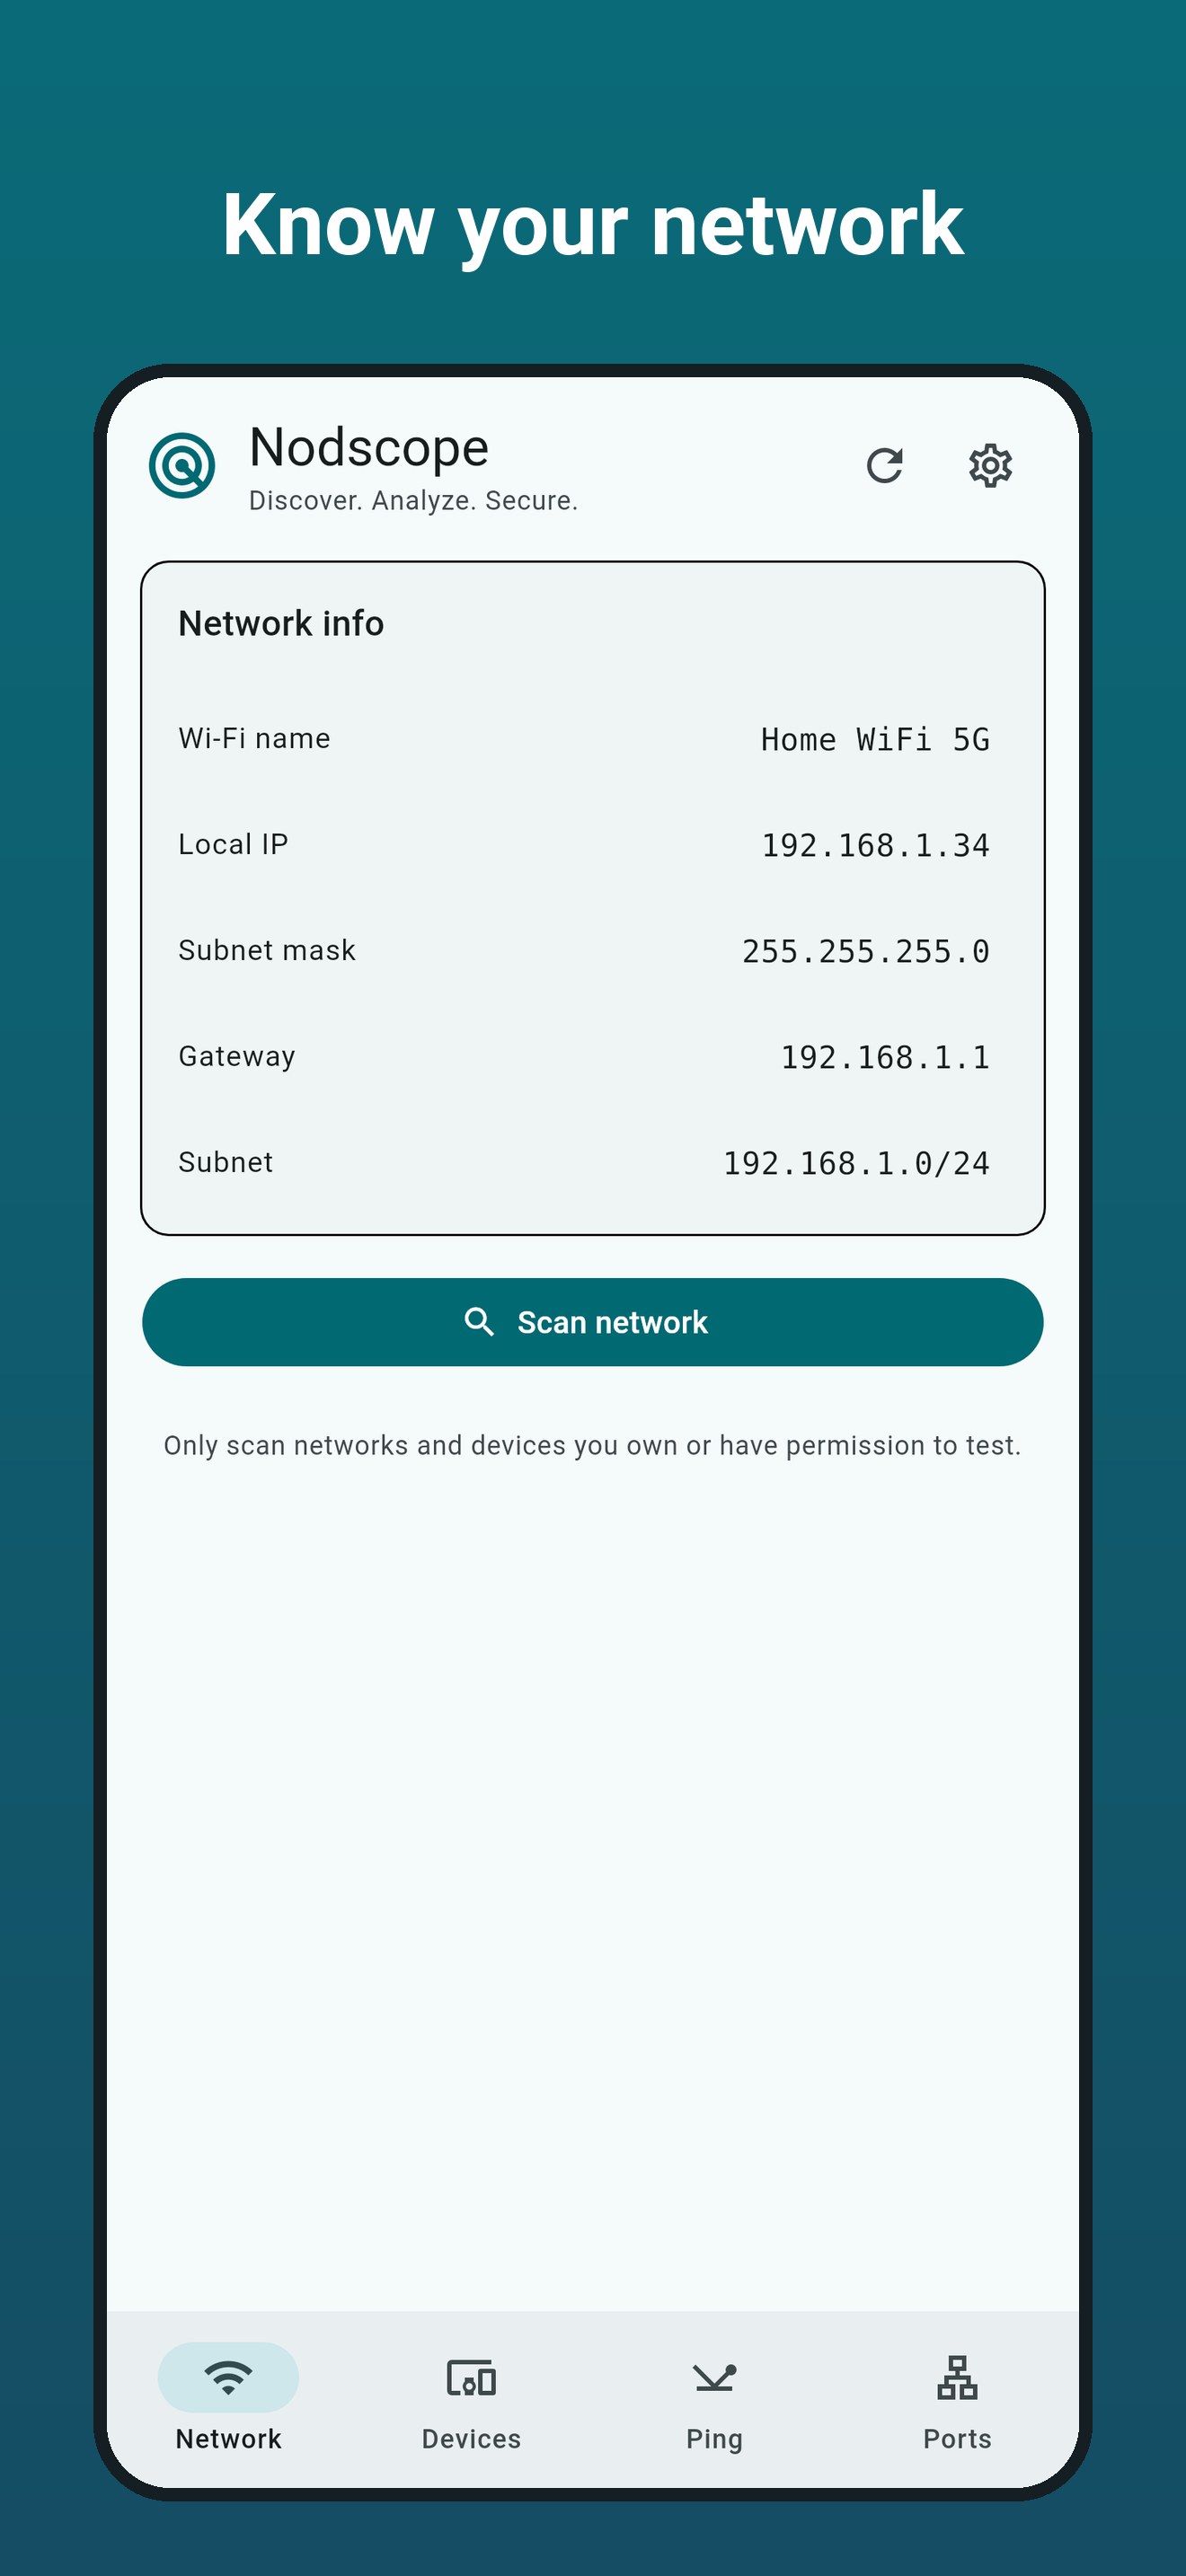 Know your network
Nodscope
Discover. Analyze. Secure.
Network info
Wi-Fi name Home WiFi 5G
Local IP 192.168.1.34
Subnet mask 255.255.255.0
Gateway 192.168.1.1
Subnet 192.168.1.0/24
Scan network
Only scan networks and devices you own or have permission to test.
Network Devices Ping Ports